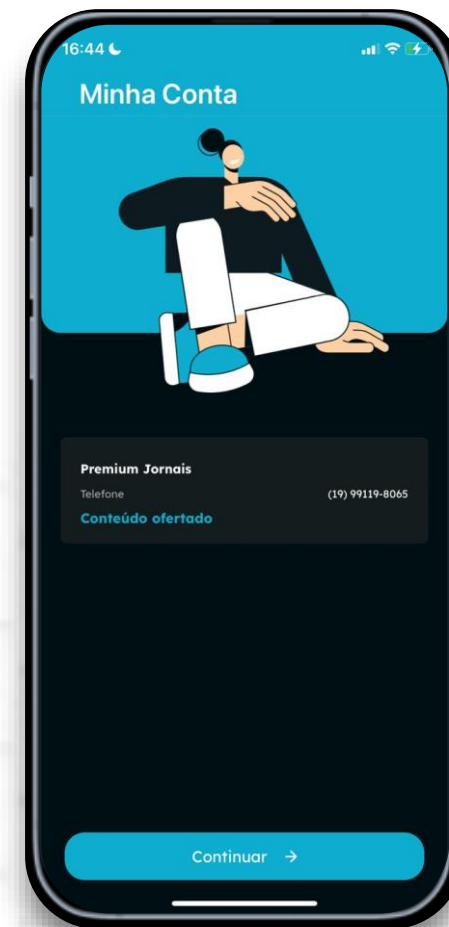 16:44
Minha Conta
Premium Jornais
Telefone (19) 99119-8065
Conteúdo ofertado
Continuar →